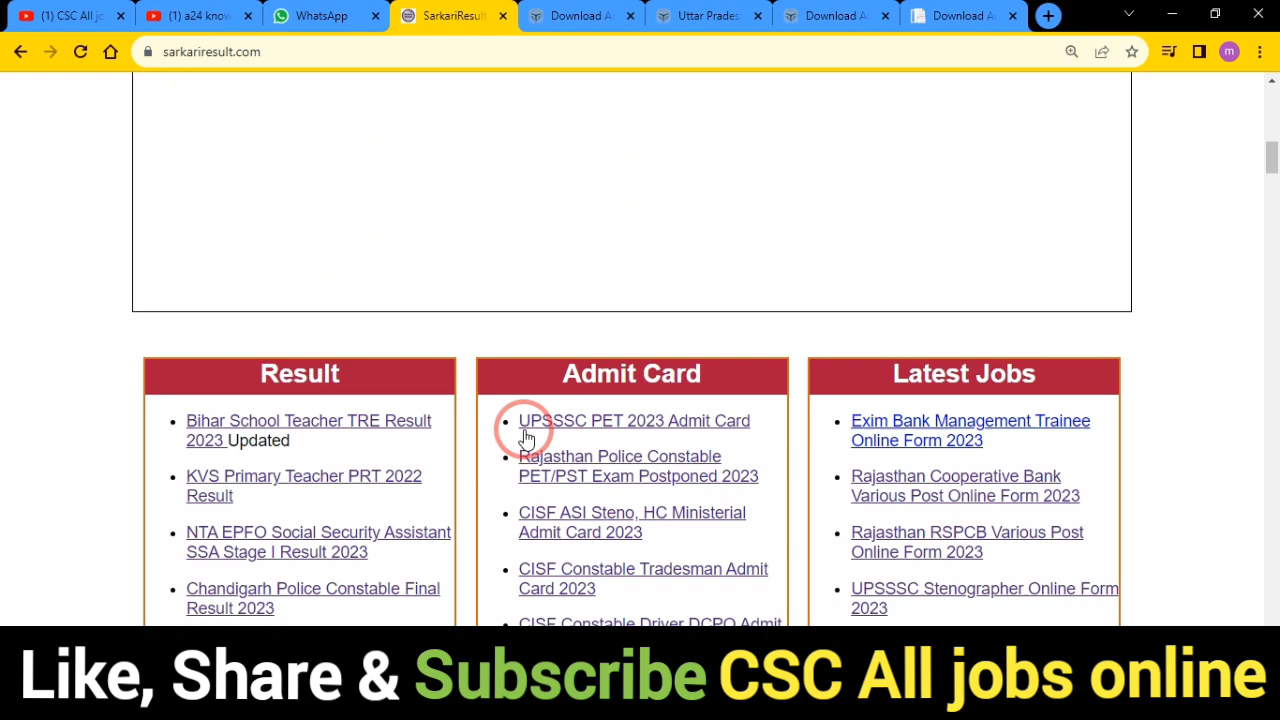 (1) CSC All jo
(1) a24 know
WhatsApp
SarkariResult
Download A
Uttar Prades
Download A
Download A
sarkariresult.com
m
Result
Bihar School Teacher TRE Result
2023 Updated
KVS Primary Teacher PRT 2022
Result
NTA EPFO Social Security Assistant
SSA Stage I Result 2023
Chandigarh Police Constable Final
Result 2023
Admit Card
UPSSSC PET 2023 Admit Card
Rajasthan Police Constable
PET/PST Exam Postponed 2023
CISF ASI Steno, HC Ministerial
Admit Card 2023
CISF Constable Tradesman Admit
Card 2023
CISF Constable Driver DCPO Admit
Latest Jobs
Exim Bank Management Trainee
Online Form 2023
Rajasthan Cooperative Bank
Various Post Online Form 2023
Rajasthan RSPCB Various Post
Online Form 2023
UPSSSC Stenographer Online Form
2023
Like, Share & Subscribe CSC All jobs online